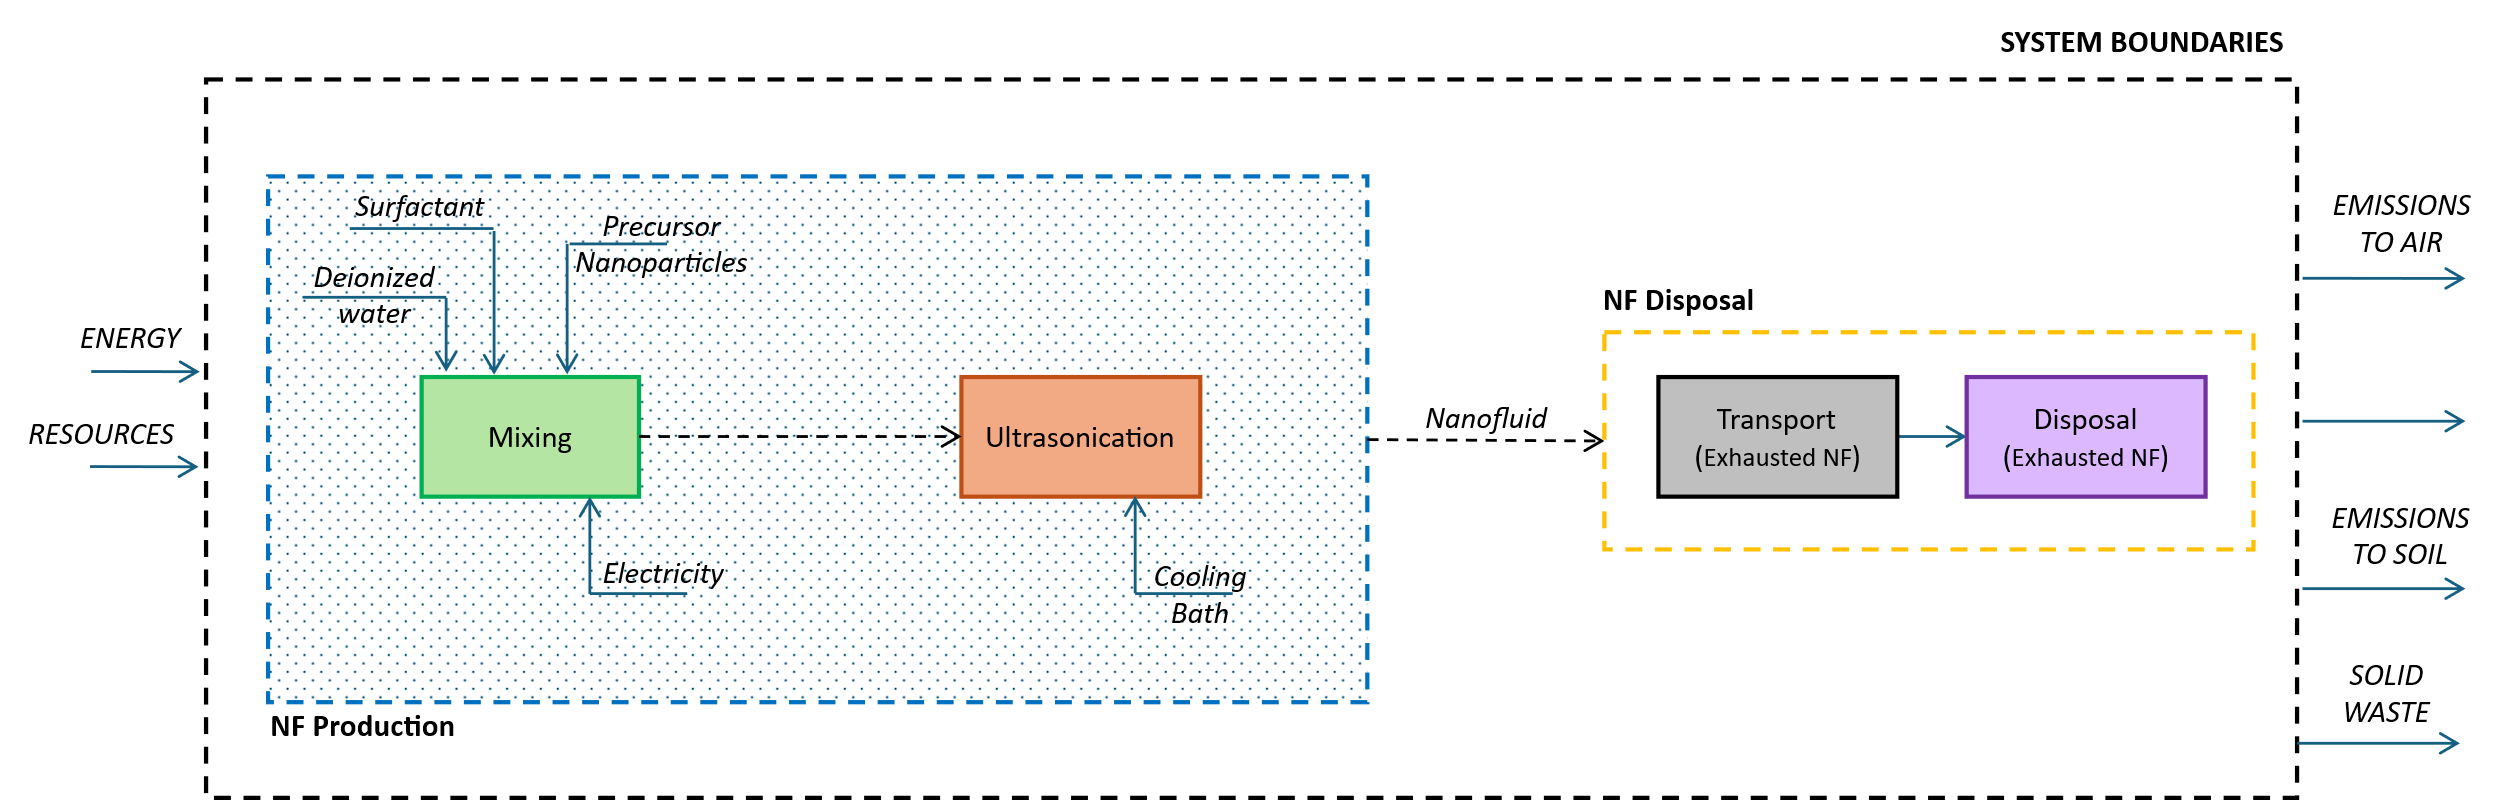 SYSTEM BOUNDARIES
ENERGY
RESOURCES
Surfactant
Deionized
water
Precursor
Nanoparticles
Mixing
Electricity
Ultrasonication
Cooling
Bath
NF Production
Nanofluid
NF Disposal
Transport
(Exhausted NF)
Disposal
(Exhausted NF)
EMISSIONS
TO AIR
EMISSIONS
TO SOIL
SOLID
WASTE